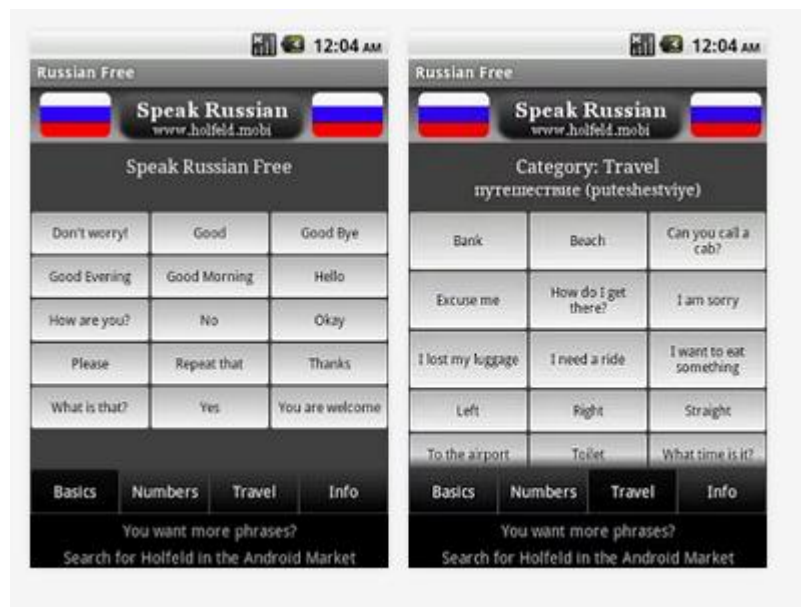 12:04 AM
Russian Free
Speak Russian
www.holfeld.mobi
Speak Russian Free
Don't worry!
Good
Good Bye
Good Evening
Good Morning
Hello
How are you?
No
Okay
Please
Repeat that
Thanks
What is that?
Yes
You are welcome
Basics
Numbers
Travel
Info
You want more phrases?
Search for Holfeld in the Android Market
12:04 AM
Russian Free
Speak Russian
www.holfeld.mobi
Category: Travel
путешествие (puteshestviye)
Bank
Beach
Can you call a
cab?
Excuse me
How do I get
there?
I am sorry
I lost my luggage
I need a ride
I want to eat
something
Left
Right
Straight
To the airport
Toilet
What time is it?
Basics
Numbers
Travel
Info
You want more phrases?
Search for Holfeld in the Android Market